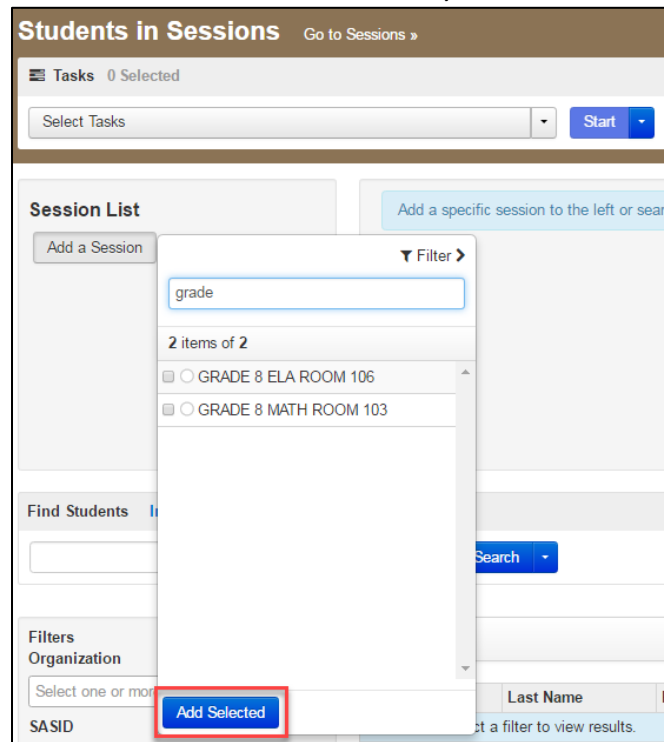 Students in Sessions Go to Sessions »
Tasks 0 Selected
Select Tasks
Start
Session List
Add a specific session to the left or sear
Add a Session
Filter
grade
2 items of 2
GRADE 8 ELA ROOM 106
GRADE 8 MATH ROOM 103
Find Students
Search
Filters
Organization
Select one or mor
Last Name
Add Selected
SASID
a filter to view results.